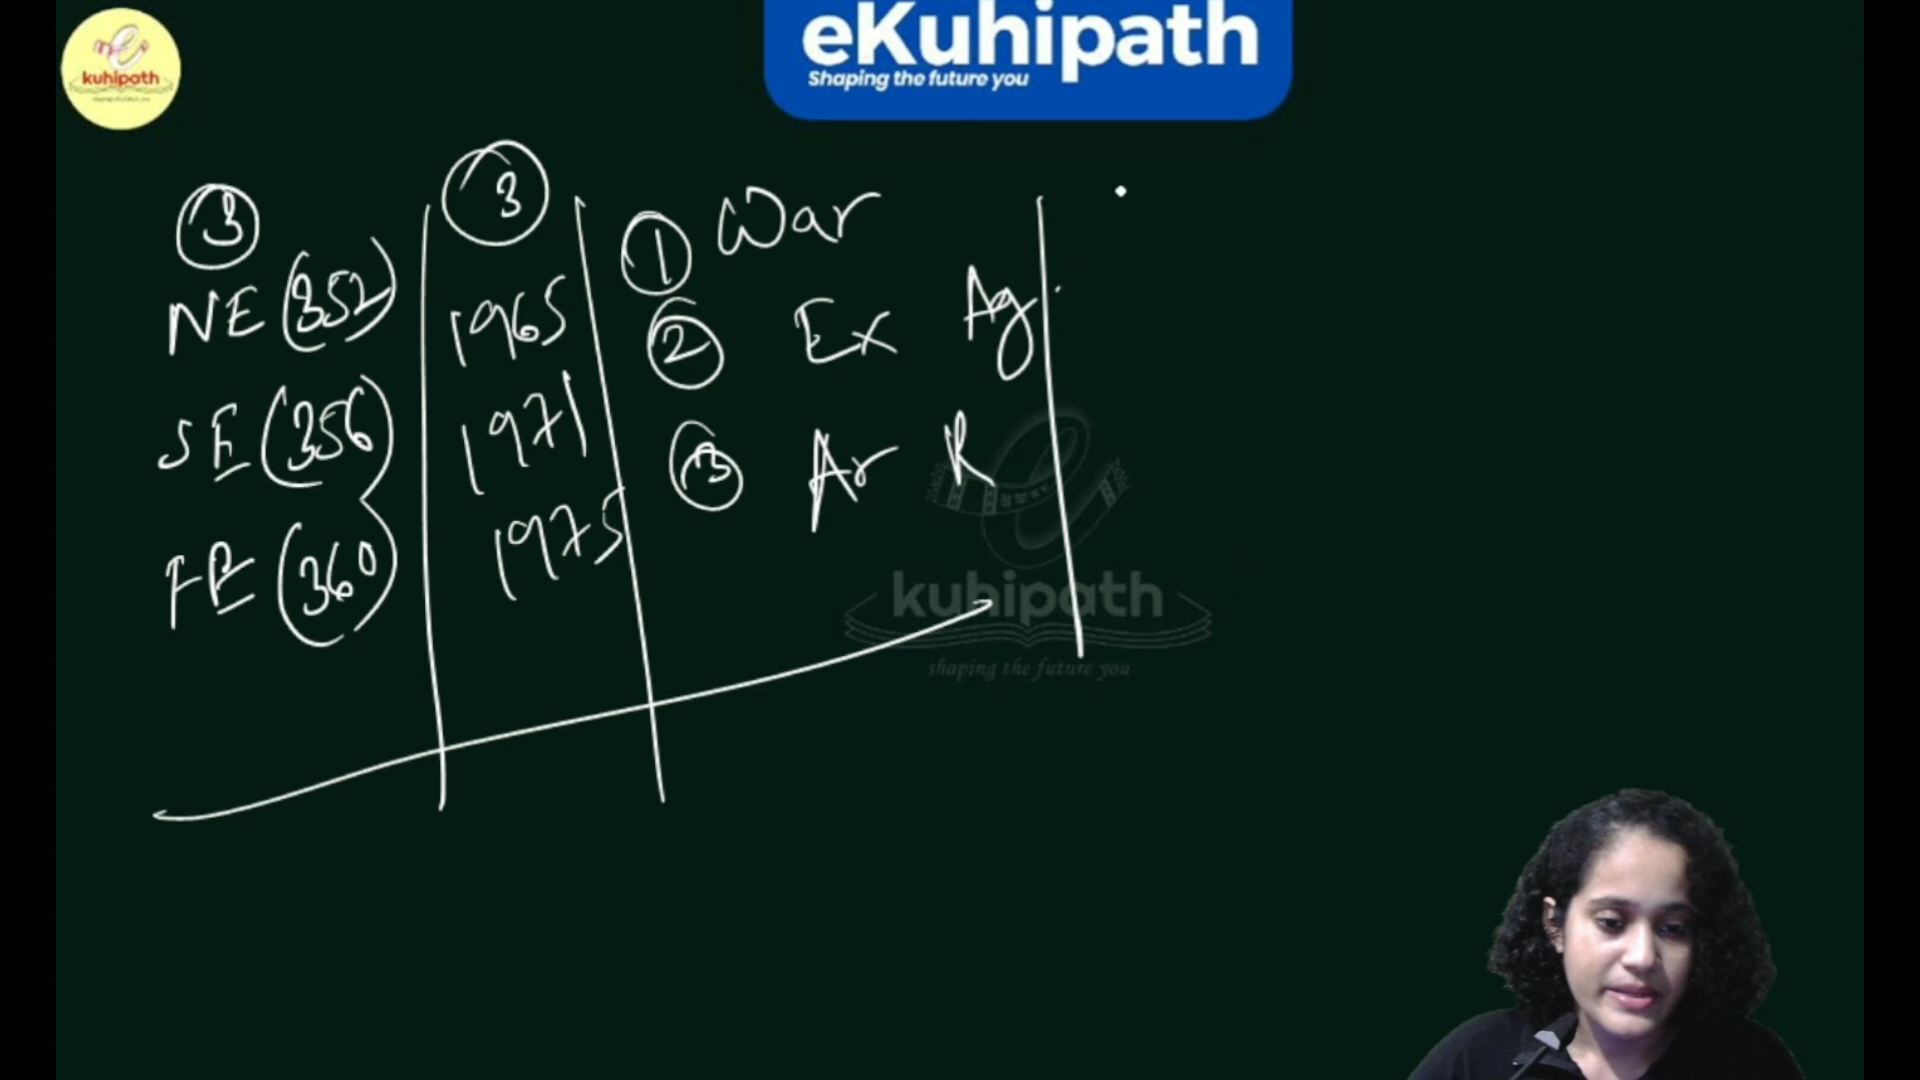 kuhipath
eKuhipath
Shaping the future you
3
NE (352)
SE (356)
FE (360)
3
1965
1971
1975
1 War
2 Ex Ag.
3 Ar R
kuhipath
shaping the future you